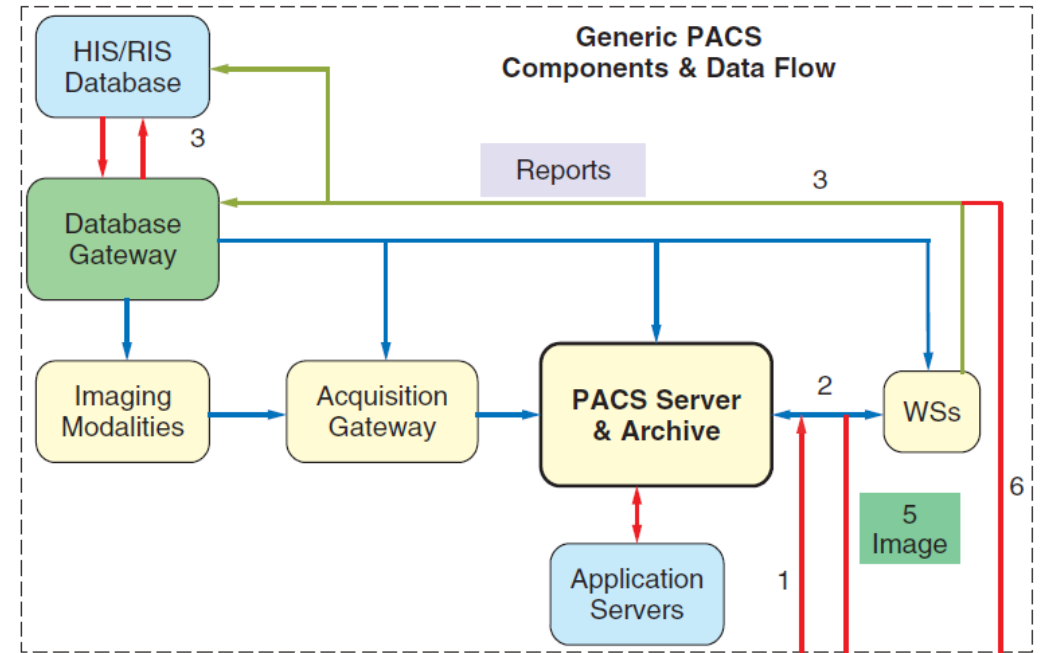 Generic PACS
Components & Data Flow
HIS/RIS
Database
3
Reports
3
Database
Gateway
Imaging
Modalities
Acquisition
Gateway
PACS Server
& Archive
2
WSs
5
Image
6
Application
Servers
1